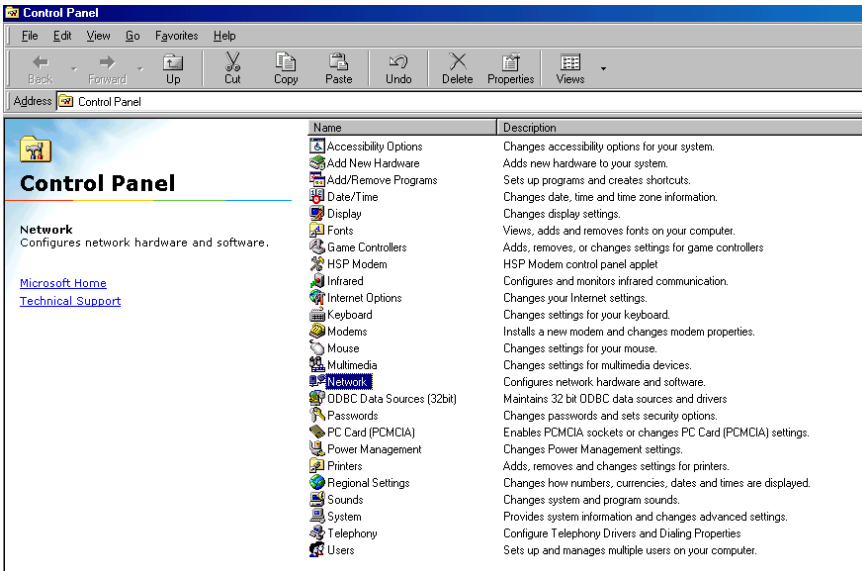 Control Panel
File Edit View Go Favorites Help
Back Forward Up Cut Copy Paste Undo Delete Properties Views
Address Control Panel
Control Panel
Network
Configures network hardware and software.
Microsoft Home
Technical Support
Name Description
Accessibility Options Changes accessibility options for your system.
Add New Hardware Adds new hardware to your system.
Add/Remove Programs Sets up programs and creates shortcuts.
Date/Time Changes date, time and time zone information.
Display Changes display settings.
Fonts Views, adds and removes fonts on your computer.
Game Controllers Adds, removes, or changes settings for game controllers
HSP Modem HSP Modem control panel applet
Infrared Configures and monitors infrared communication.
Internet Options Changes your Internet settings.
Keyboard Changes settings for your keyboard.
Modems Installs a new modem and changes modem properties.
Mouse Changes settings for your mouse.
Multimedia Changes settings for multimedia devices.
Network Configures network hardware and software.
ODBC Data Sources (32bit) Maintains 32 bit ODBC data sources and drivers
Passwords Changes passwords and sets security options.
PC Card (PCMCIA) Enables PCMCIA sockets or changes PC Card (PCMCIA) settings.
Power Management Changes Power Management settings.
Printers Adds, removes and changes settings for printers.
Regional Settings Changes how numbers, currencies, dates and times are displayed.
Sounds Changes system and program sounds.
System Provides system information and changes advanced settings.
Telephony Configure Telephony Drivers and Dialing Properties
Users Sets up and manages multiple users on your computer.